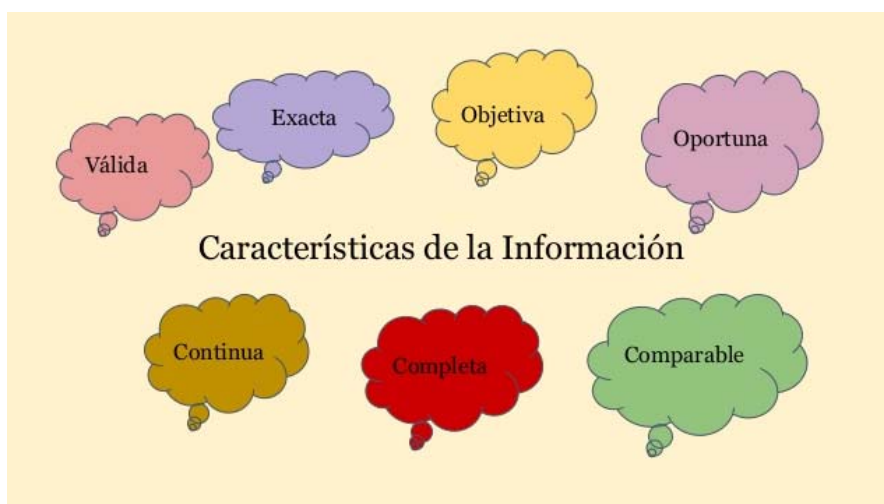 Válida
Exacta
Objetiva
Oportuna
Características de la Información
Continua
Completa
Comparable